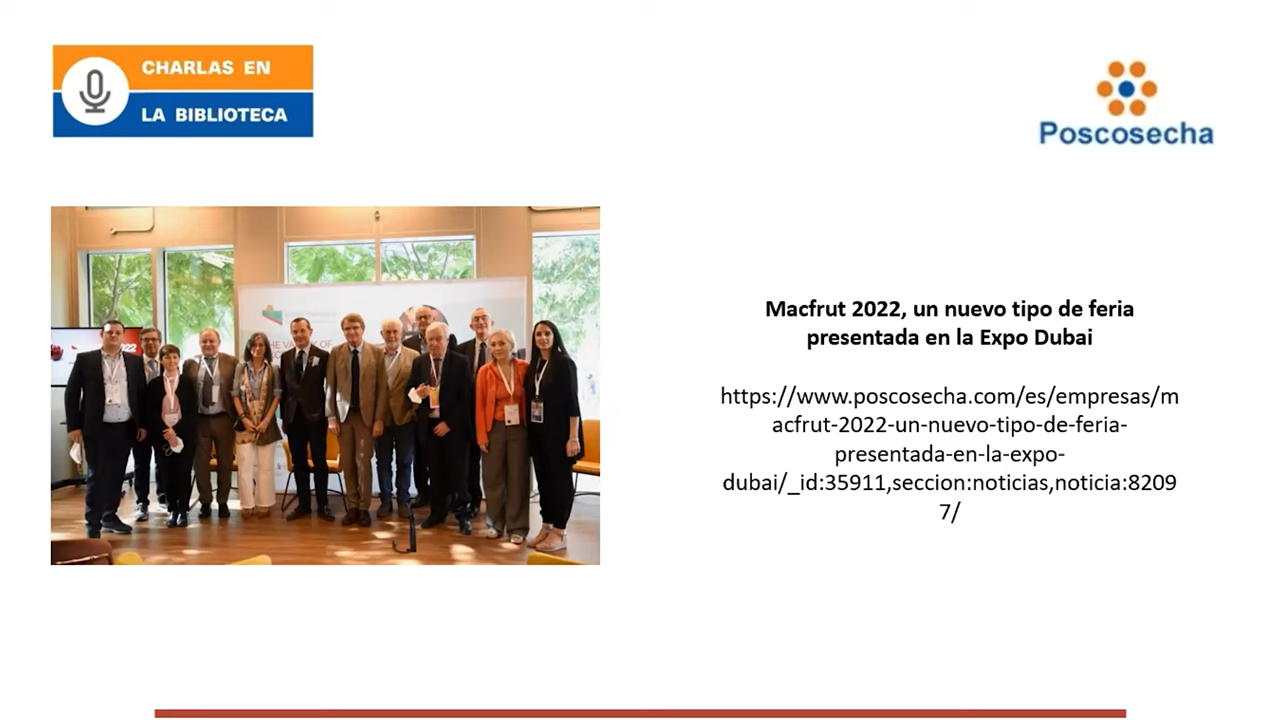 CHARLAS EN
LA BIBLIOTECA
Poscosecha
Macfrut 2022, un nuevo tipo de feria
presentada en la Expo Dubai
https://www.poscosecha.com/es/empresas/m
acfrut-2022-un-nuevo-tipo-de-feria-
presentada-en-la-expo-
dubai/_id:35911,seccion:noticias,noticia:8209
7/